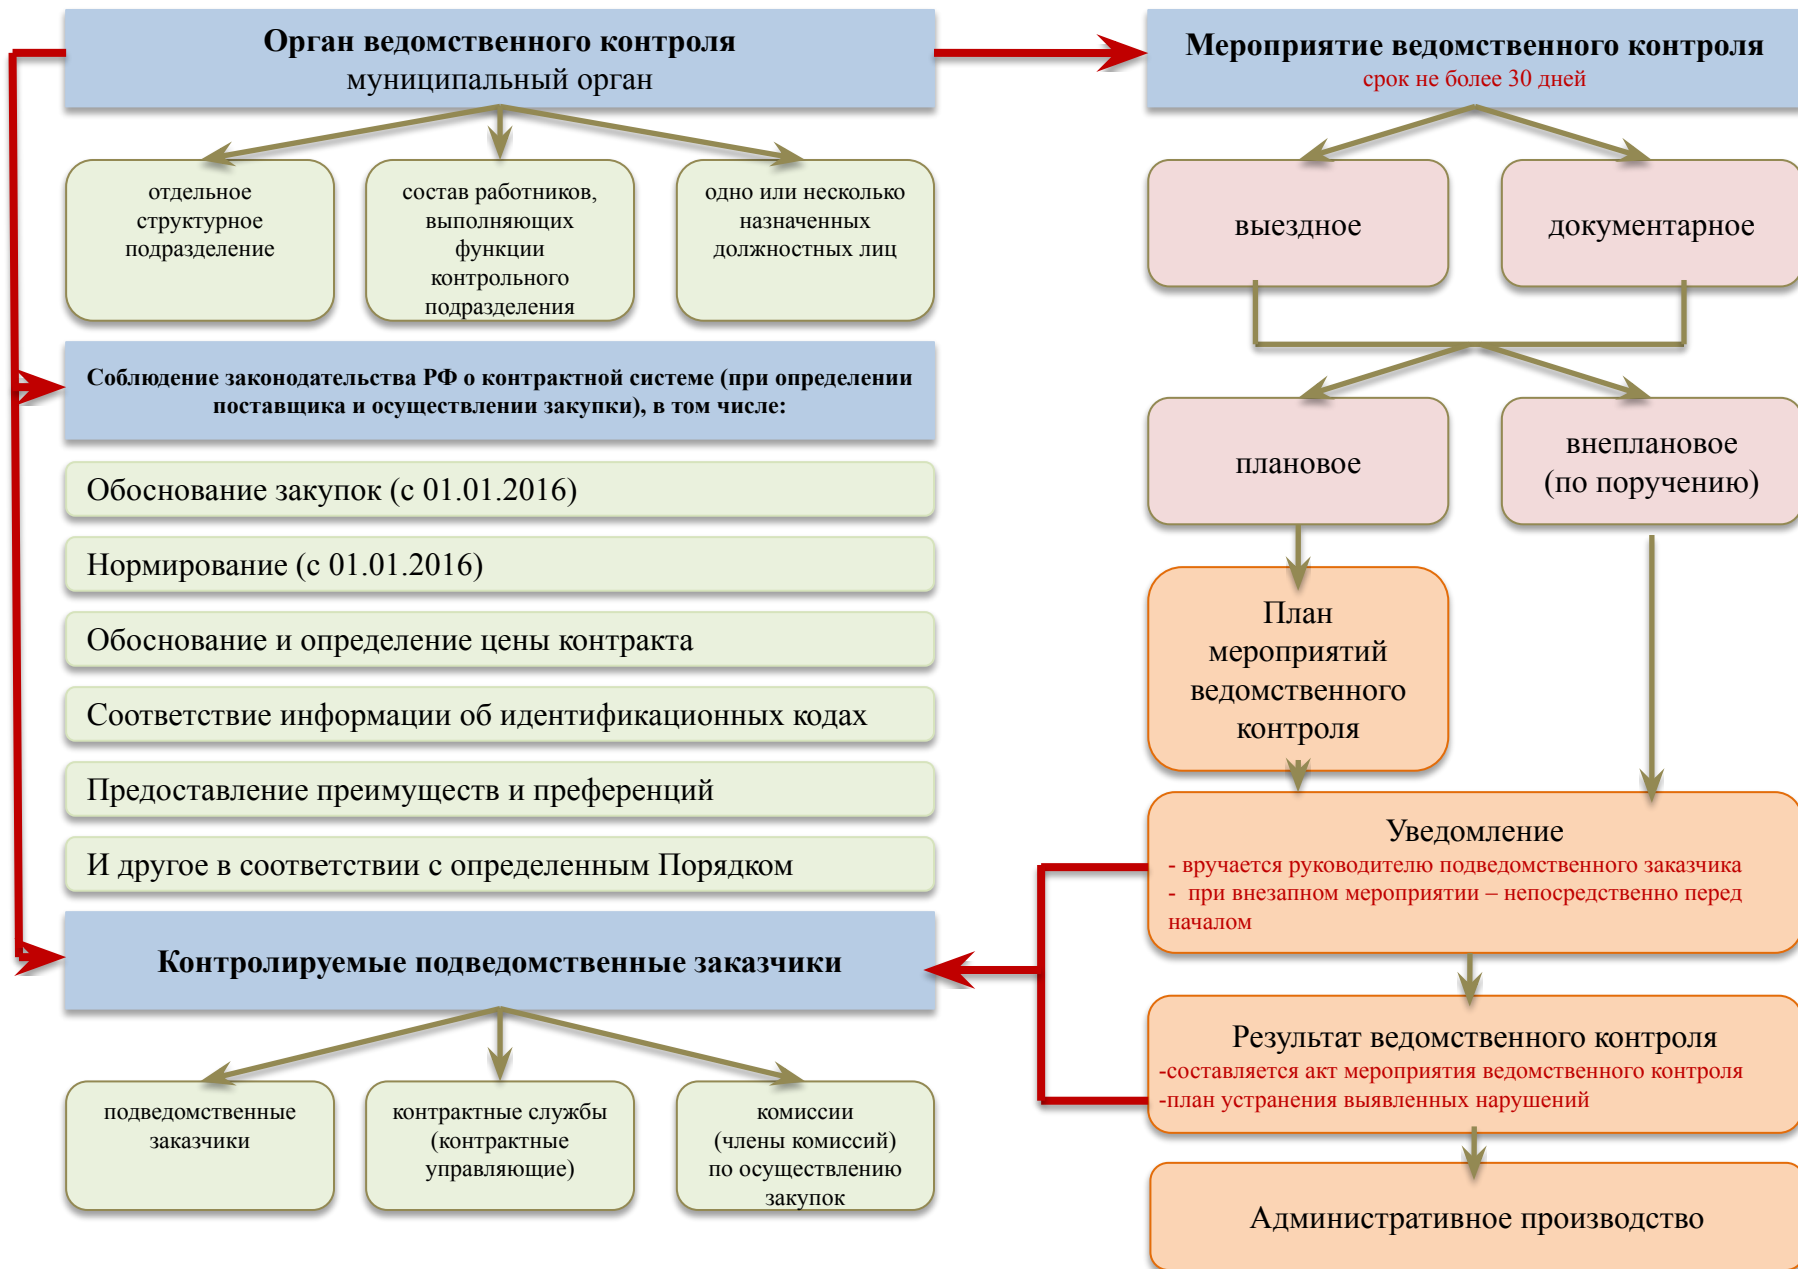 Орган ведомственного контроля
муниципальный орган
отдельное
структурное
подразделение
состав работников,
выполняющих
функции
контрольного
подразделения
одно или несколько
назначенных
должностных лиц
Соблюдение законодательства РФ о контрактной системе (при определении
поставщика и осуществлении закупки), в том числе:
Обоснование закупок (с 01.01.2016)
Нормирование (с 01.01.2016)
Обоснование и определение цены контракта
Соответствие информации об идентификационных кодах
Предоставление преимуществ и преференций
И другое в соответствии с определенным Порядком
Контролируемые подведомственные заказчики
подведомственные
заказчики
контрактные службы
(контрактные
управляющие)
комиссии
(члены комиссий)
по осуществлению
закупок
Мероприятие ведомственного контроля
срок не более 30 дней
выездное
документарное
плановое
внеплановое
(по поручению)
План
мероприятий
ведомственного
контроля
Уведомление
- вручается руководителю подведомственного заказчика
- при внезапном мероприятии – непосредственно перед
началом
Результат ведомственного контроля
-составляется акт мероприятия ведомственного контроля
-план устранения выявленных нарушений
Административное производство